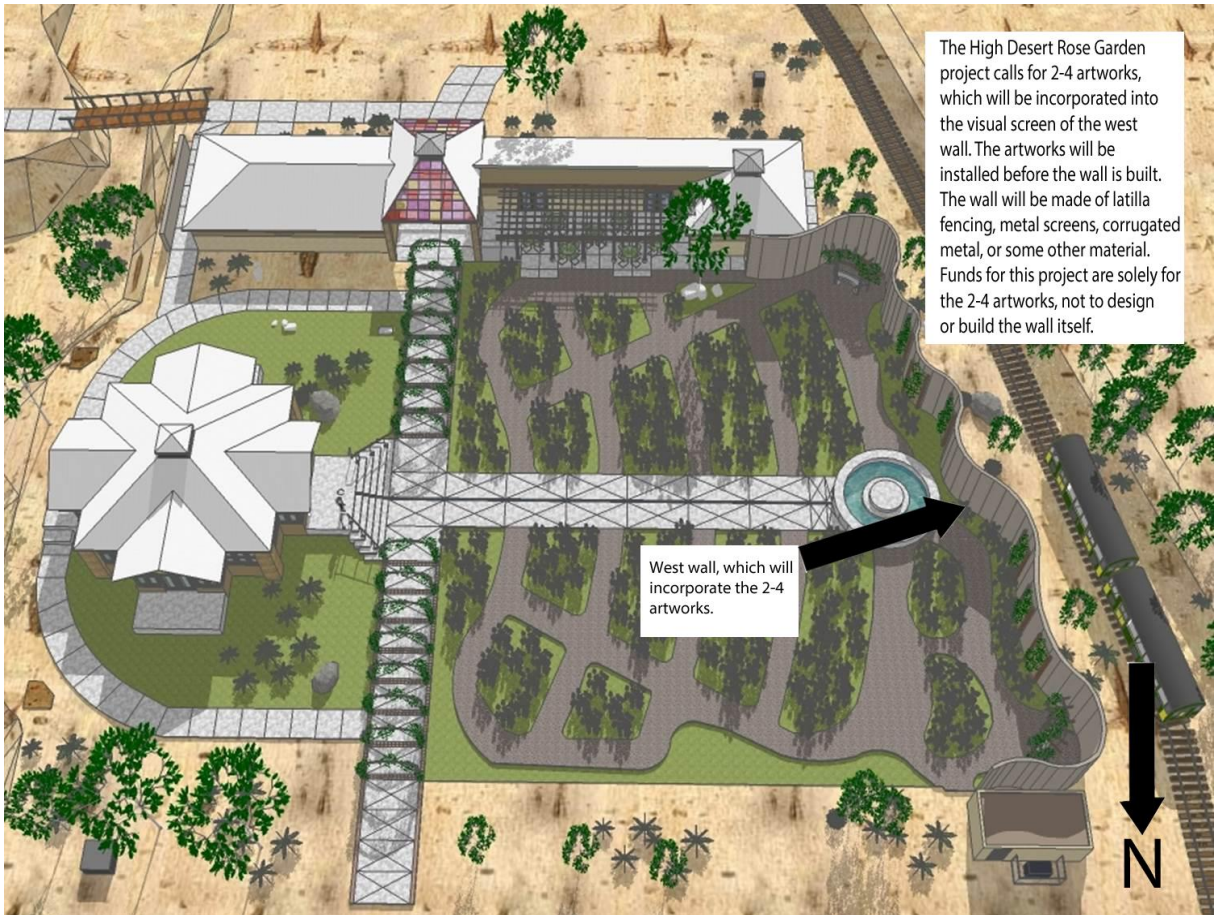 The High Desert Rose Garden
project calls for 2-4 artworks,
which will be incorporated into
the visual screen of the west
wall. The artworks will be
installed before the wall is built.
The wall will be made of latilla
fencing, metal screens, corrugated
metal, or some other material.
Funds for this project are solely for
the 2-4 artworks, not to design
or build the wall itself.
West wall, which will
incorporate the 2-4
artworks.
N